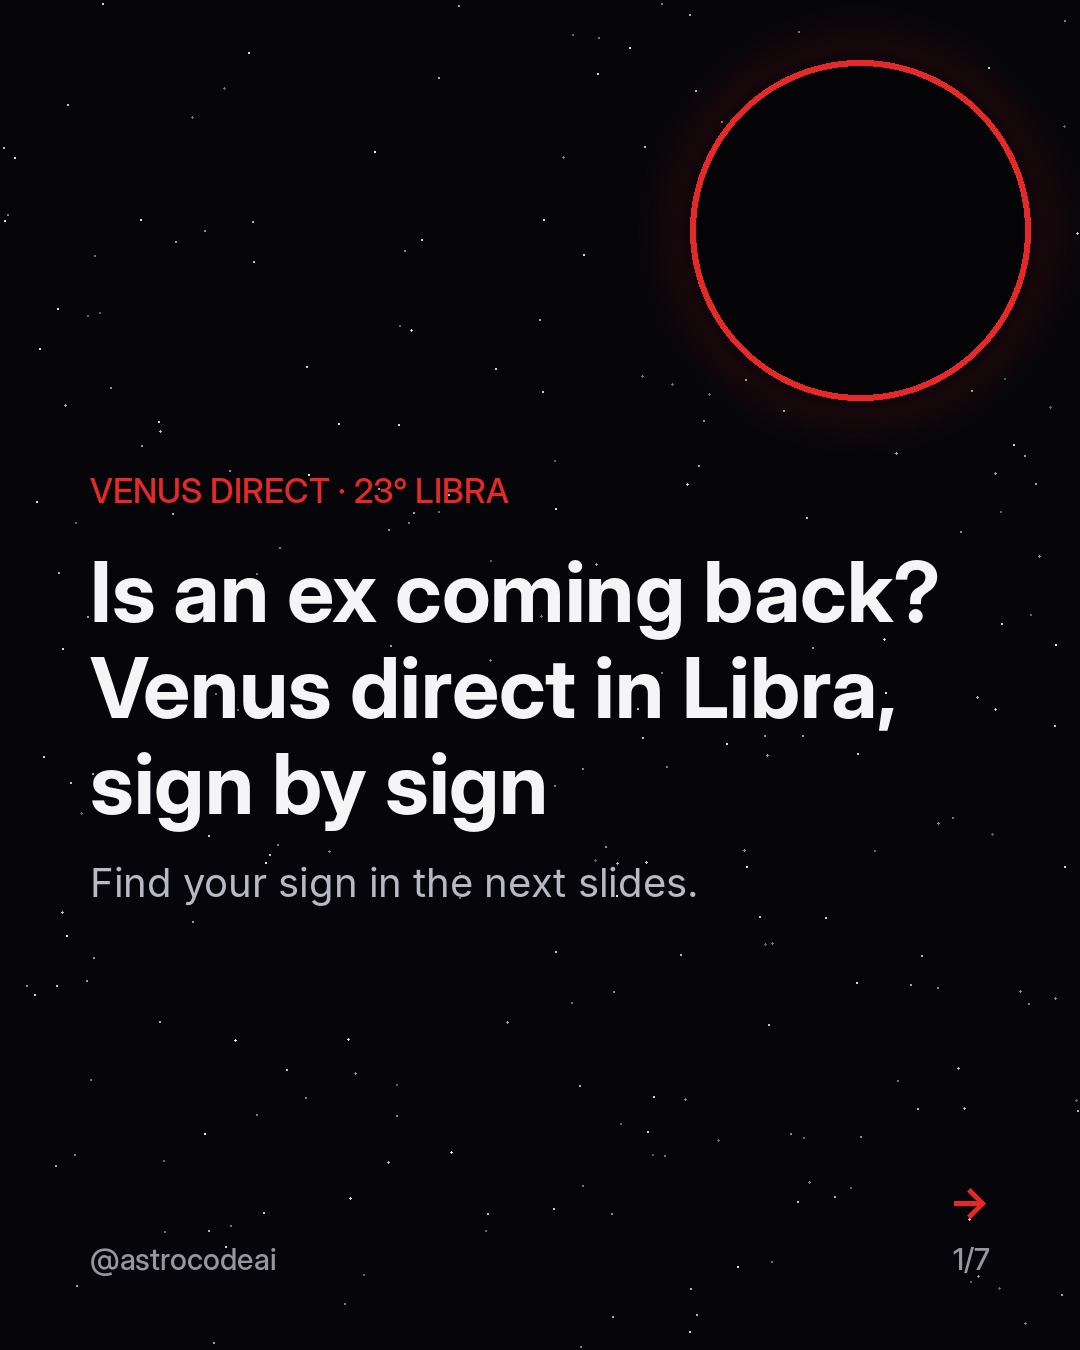 VENUS DIRECT · 23° LIBRA
Is an ex coming back?
Venus direct in Libra,
sign by sign
Find your sign in the next slides.
@astrocodeai
1/7